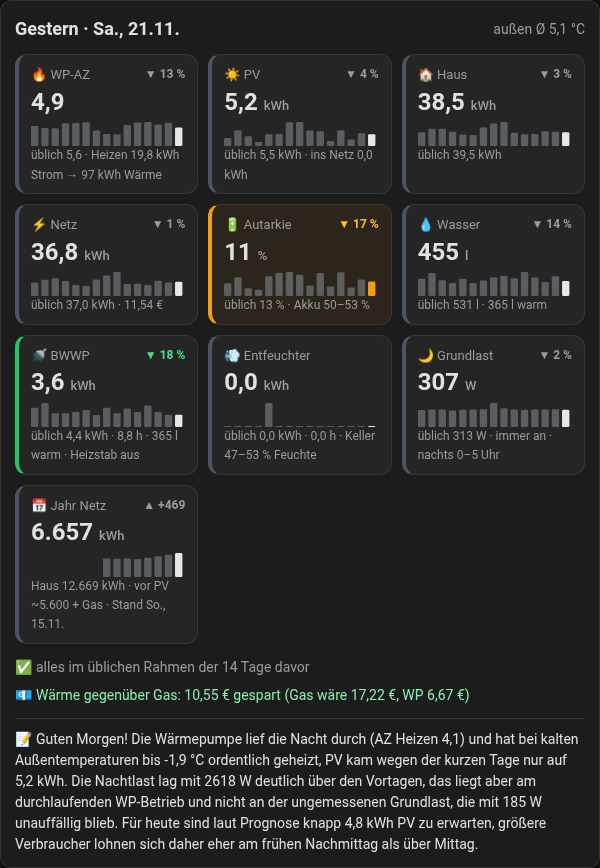 Gestern · Sa., 21.11.
außen Ø 5,1 °C
🔥 WP-AZ ▼ 13 %
4,9
üblich 5,6 · Heizen 19,8 kWh
Strom → 97 kWh Wärme
☀️ PV ▼ 4 %
5,2 kWh
üblich 5,5 kWh · ins Netz 0,0
kWh
🏠 Haus ▼ 3 %
38,5 kWh
üblich 39,5 kWh
⚡ Netz ▼ 1 %
36,8 kWh
üblich 37,0 kWh · 11,54 €
🔋 Autarkie ▼ 17 %
11 %
üblich 13 % · Akku 50–53 %
💧 Wasser ▼ 14 %
455 l
üblich 531 l · 365 l warm
🚿 BWWP ▼ 18 %
3,6 kWh
üblich 4,4 kWh · 8,8 h · 365 l
warm · Heizstab aus
💨 Entfeuchter
0,0 kWh
üblich 0,0 kWh · 0,0 h · Keller
47–53 % Feuchte
🌙 Grundlast ▼ 2 %
307 W
üblich 313 W · immer an ·
nachts 0–5 Uhr
📅 Jahr Netz ▲ +469
6.657 kWh
Haus 12.669 kWh · vor PV
~5.600 + Gas · Stand So.,
15.11.
✅ alles im üblichen Rahmen der 14 Tage davor
💶 Wärme gegenüber Gas: 10,55 € gespart (Gas wäre 17,22 €, WP 6,67 €)
📝 Guten Morgen! Die Wärmepumpe lief die Nacht durch (AZ Heizen 4,1) und hat bei kalten
Außentemperaturen bis -1,9 °C ordentlich geheizt, PV kam wegen der kurzen Tage nur auf
5,2 kWh. Die Nachtlast lag mit 2618 W deutlich über den Vortagen, das liegt aber am
durchlaufenden WP-Betrieb und nicht an der ungemessenen Grundlast, die mit 185 W
unauffällig blieb. Für heute sind laut Prognose knapp 4,8 kWh PV zu erwarten, größere
Verbraucher lohnen sich daher eher am frühen Nachmittag als über Mittag.